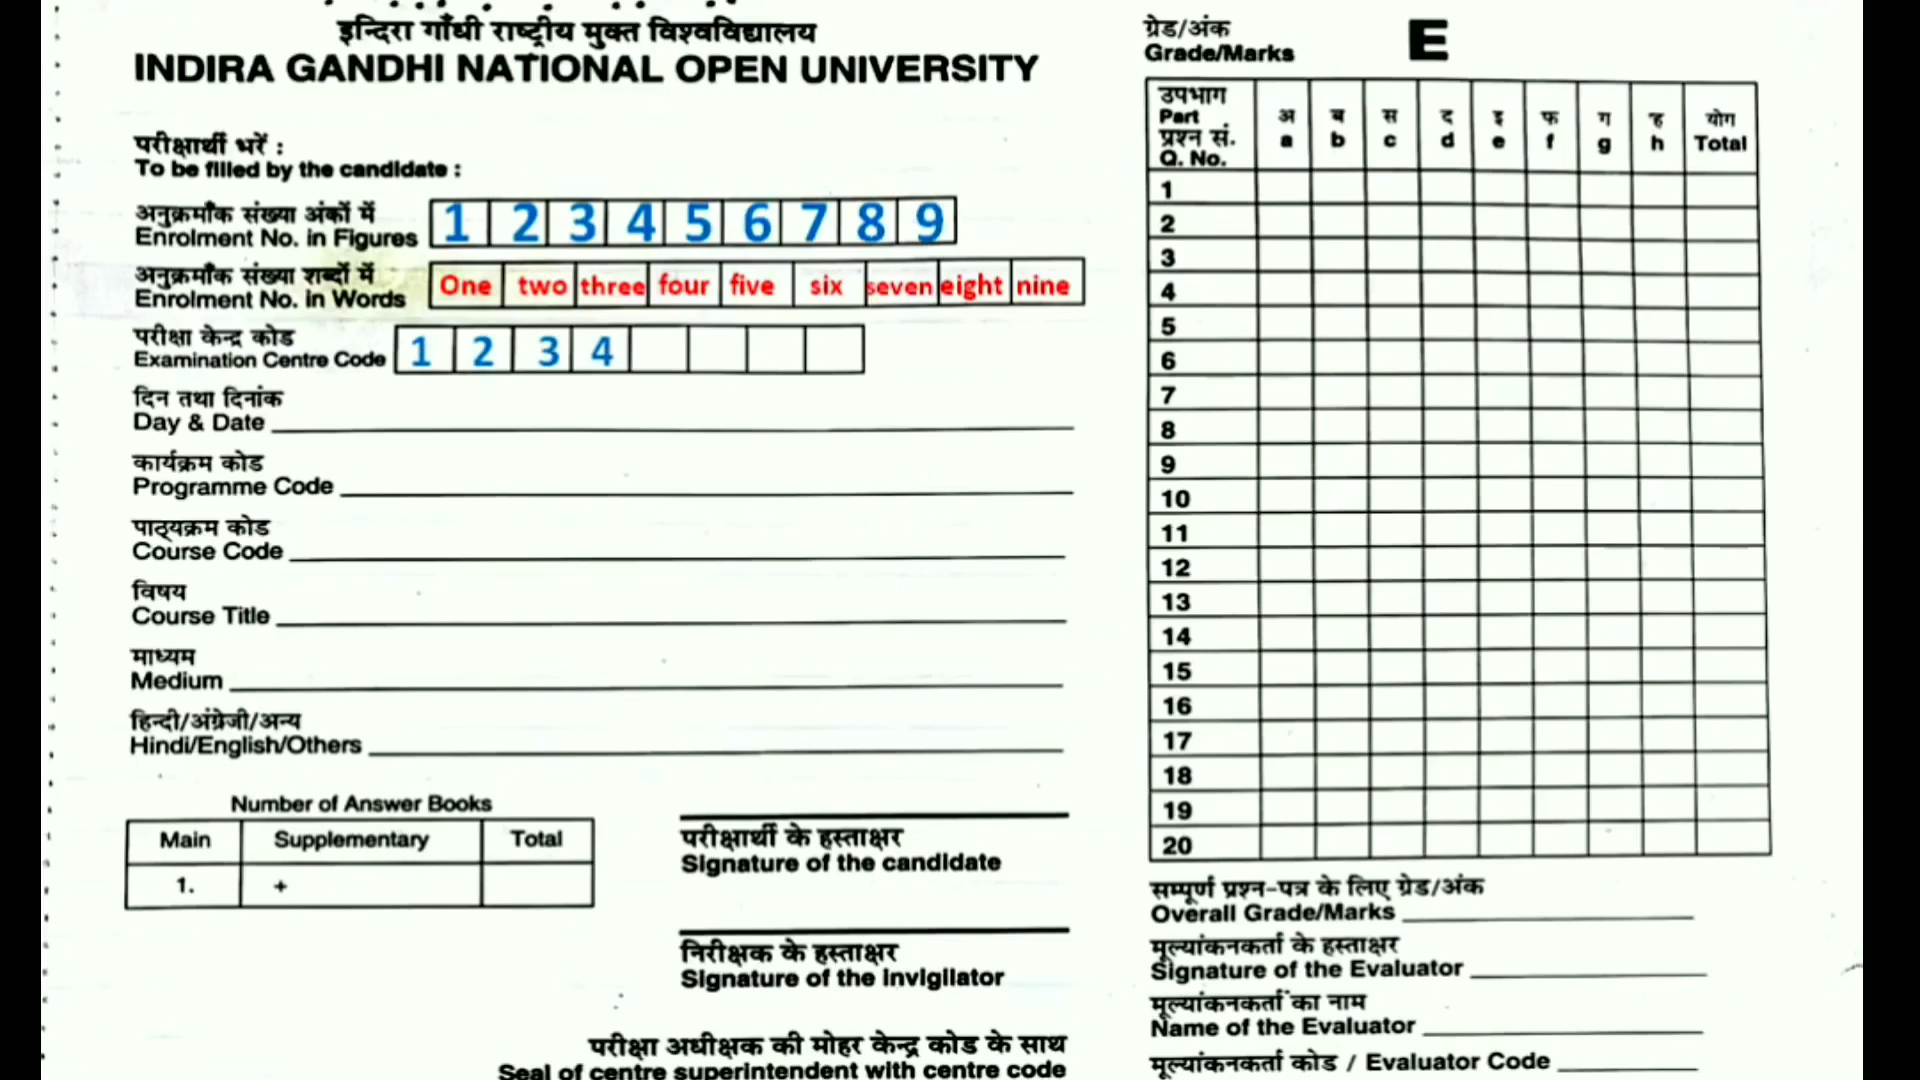 इन्दिरा गाँधी राष्ट्रीय मुक्त विश्वविद्यालय
INDIRA GANDHI NATIONAL OPEN UNIVERSITY
परीक्षार्थी भरें :
To be filled by the candidate :
अनुक्रमाँक संख्या अंकों में
Enrolment No. in Figures 1 2 3 4 5 6 7 8 9
अनुक्रमाँक संख्या शब्दों में
Enrolment No. in Words One two three four five six seven eight nine
परीक्षा केन्द्र कोड
Examination Centre Code 1 2 3 4
दिन तथा दिनांक
Day & Date
कार्यक्रम कोड
Programme Code
पाठ्यक्रम कोड
Course Code
विषय
Course Title
माध्यम
Medium
हिन्दी/अंग्रेजी/अन्य
Hindi/English/Others
Number of Answer Books
Main Supplementary Total
1. +
परीक्षार्थी के हस्ताक्षर
Signature of the candidate
निरीक्षक के हस्ताक्षर
Signature of the Invigilator
परीक्षा अधीक्षक की मोहर केन्द्र कोड के साथ
Seal of centre superintendent with centre code
ग्रेड/अंक
Grade/Marks E
उपभाग
Part
प्रश्न सं.
Q. No.
अ ब स द इ फ ग ह योग
a b c d e f g h Total
1
2
3
4
5
6
7
8
9
10
11
12
13
14
15
16
17
18
19
20
सम्पूर्ण प्रश्न-पत्र के लिए ग्रेड/अंक
Overall Grade/Marks
मूल्यांकनकर्ता के हस्ताक्षर
Signature of the Evaluator
मूल्यांकनकर्ता का नाम
Name of the Evaluator
मूल्यांकनकर्ता कोड / Evaluator Code